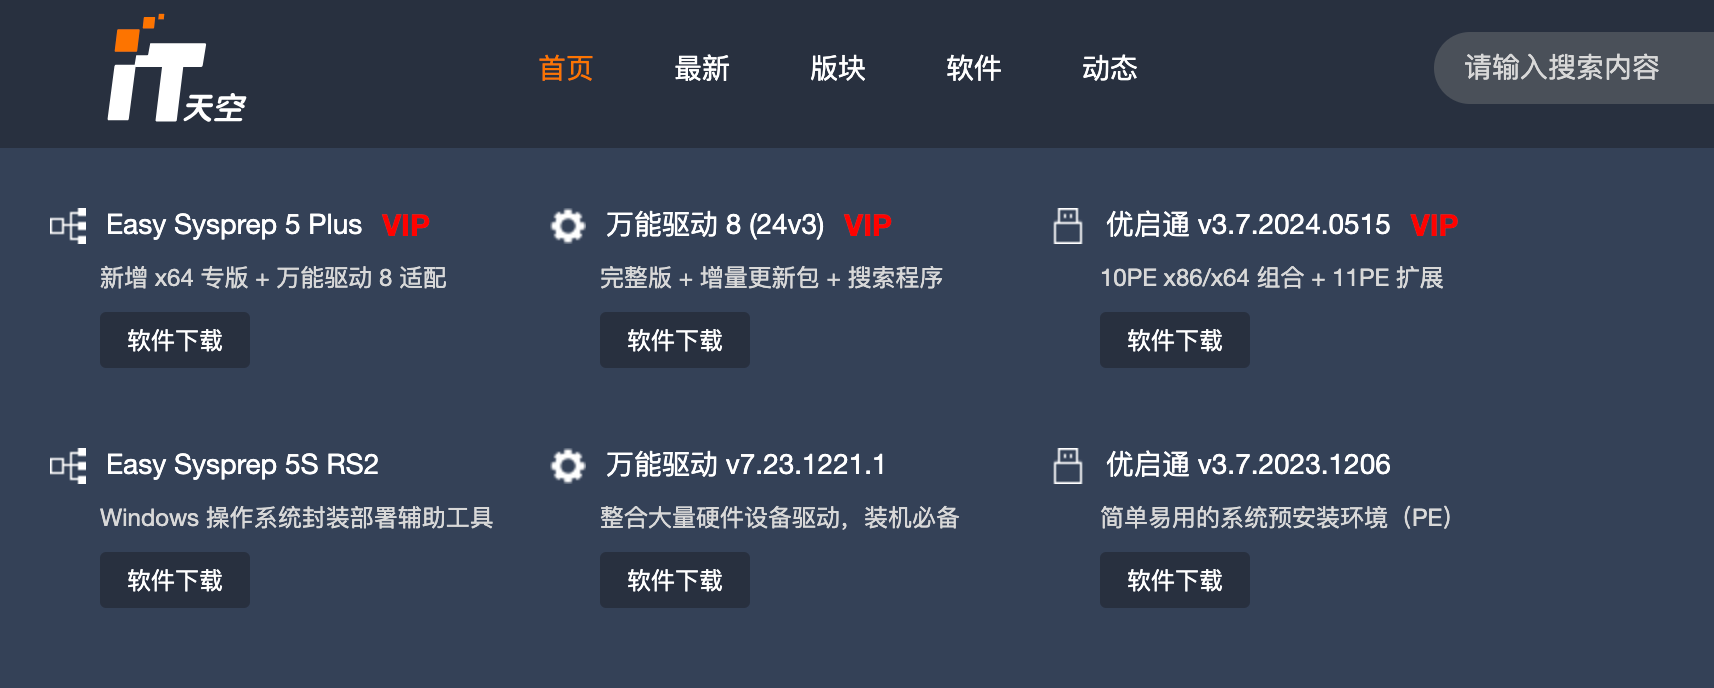 iT天空
首页 最新 版块 软件 动态 请输入搜索内容
Easy Sysprep 5 Plus VIP
新增 x64 专版 + 万能驱动 8 适配
软件下载
万能驱动 8 (24v3) VIP
完整版 + 增量更新包 + 搜索程序
软件下载
优启通 v3.7.2024.0515 VIP
10PE x86/x64 组合 + 11PE 扩展
软件下载
Easy Sysprep 5S RS2
Windows 操作系统封装部署辅助工具
软件下载
万能驱动 v7.23.1221.1
整合大量硬件设备驱动，装机必备
软件下载
优启通 v3.7.2023.1206
简单易用的系统预安装环境（PE）
软件下载